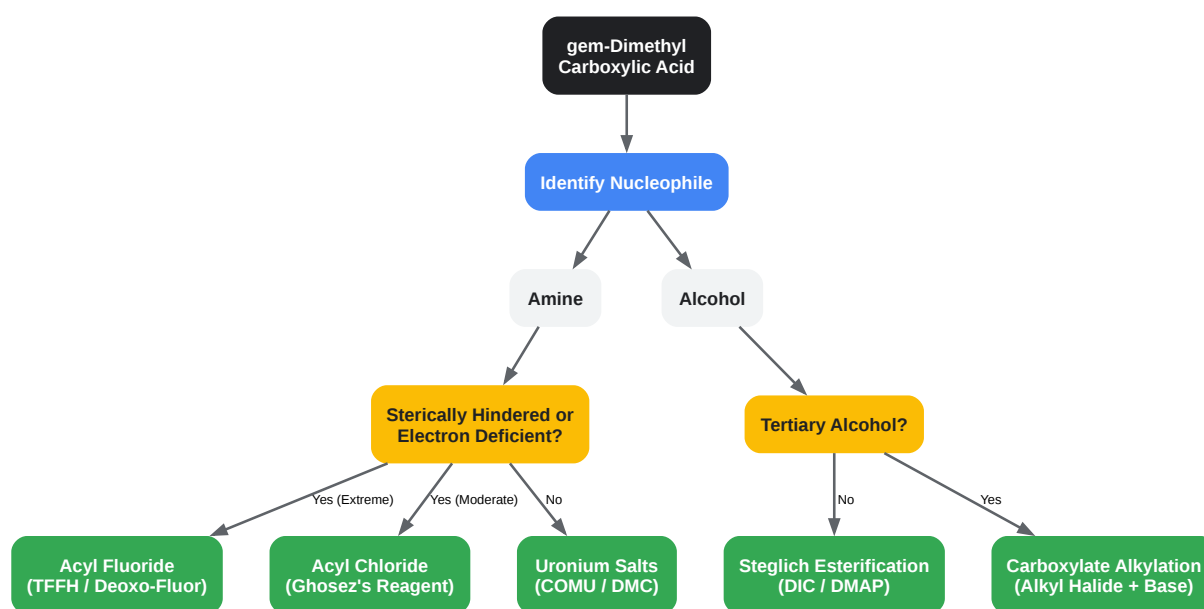 gem-Dimethyl
Carboxylic Acid
Identify Nucleophile
Amine
Alcohol
Sterically Hindered or
Electron Deficient?
Tertiary Alcohol?
Yes (Extreme)
Yes (Moderate)
No
No
Yes
Acyl Fluoride
(TFFH / Deoxo-Fluor)
Acyl Chloride
(Ghosez's Reagent)
Uronium Salts
(COMU / DMC)
Steglich Esterification
(DIC / DMAP)
Carboxylate Alkylation
(Alkyl Halide + Base)